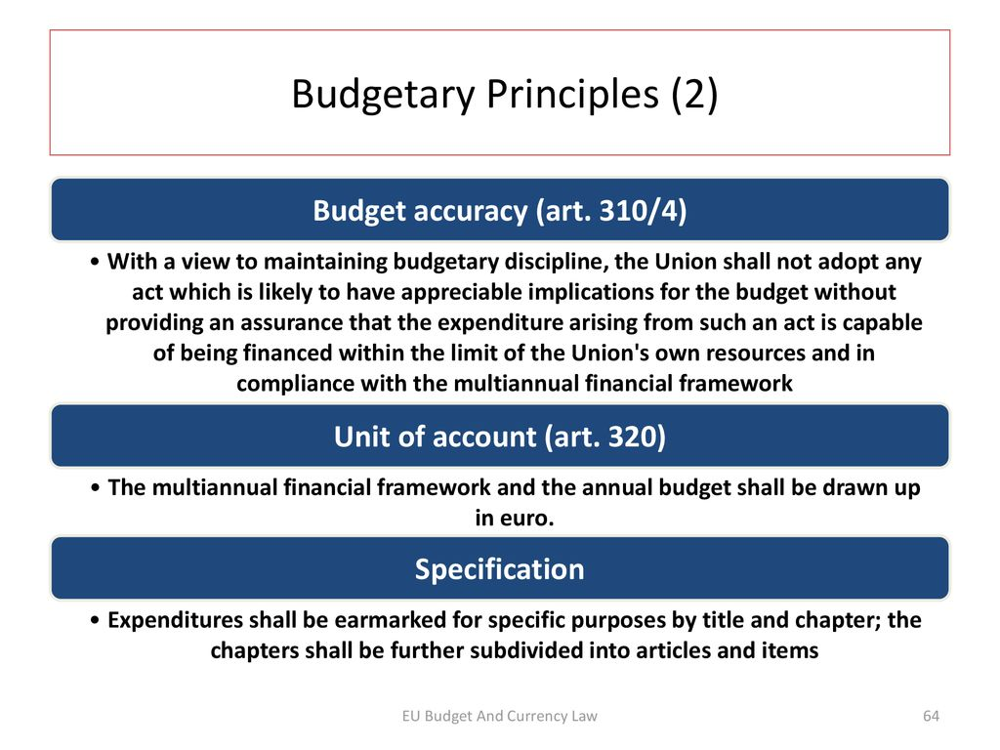 Budgetary Principles (2)
Budget accuracy (art. 310/4)
• With a view to maintaining budgetary discipline, the Union shall not adopt any
act which is likely to have appreciable implications for the budget without
providing an assurance that the expenditure arising from such an act is capable
of being financed within the limit of the Union's own resources and in
compliance with the multiannual financial framework
Unit of account (art. 320)
• The multiannual financial framework and the annual budget shall be drawn up
in euro.
Specification
• Expenditures shall be earmarked for specific purposes by title and chapter; the
chapters shall be further subdivided into articles and items
EU Budget And Currency Law
64